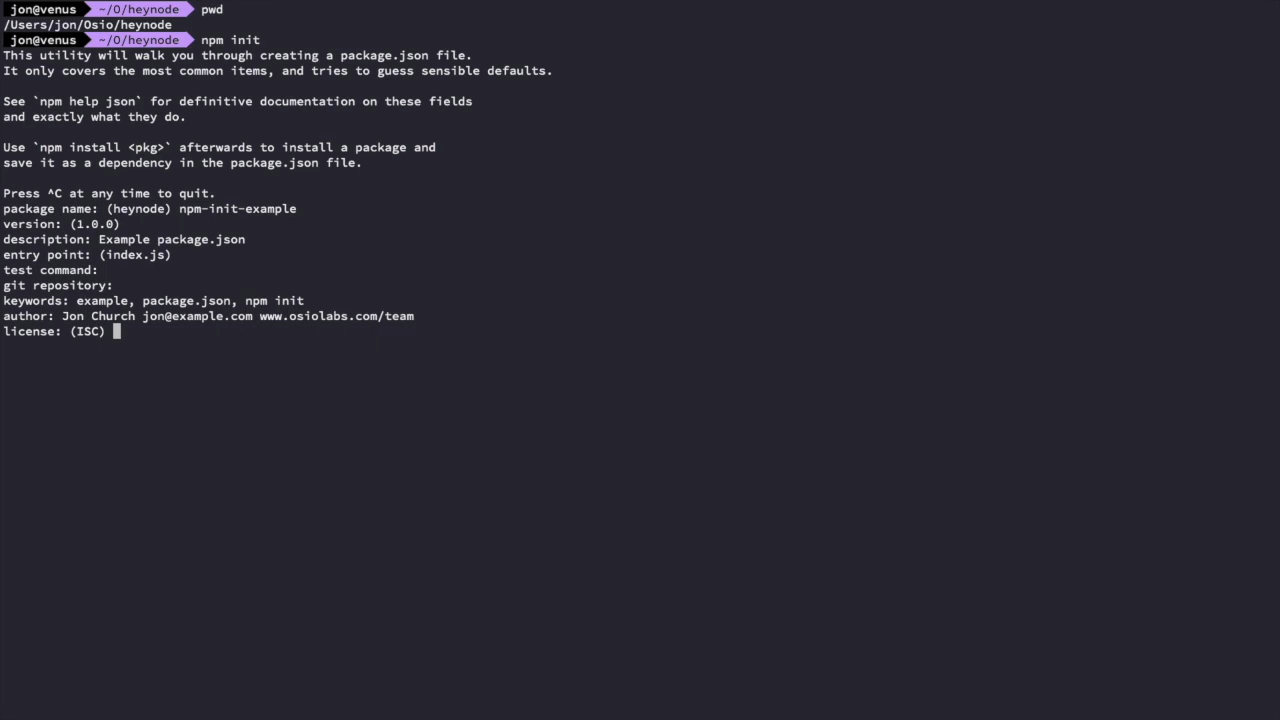 jon@venus ~/O/heynode pwd
/Users/jon/Osio/heynode
jon@venus ~/O/heynode npm init
This utility will walk you through creating a package.json file.
It only covers the most common items, and tries to guess sensible defaults.
See `npm help json` for definitive documentation on these fields
and exactly what they do.
Use `npm install <pkg>` afterwards to install a package and
save it as a dependency in the package.json file.
Press ^C at any time to quit.
package name: (heynode) npm-init-example
version: (1.0.0)
description: Example package.json
entry point: (index.js)
test command:
git repository:
keywords: example, package.json, npm init
author: Jon Church jon@example.com www.osiolabs.com/team
license: (ISC)